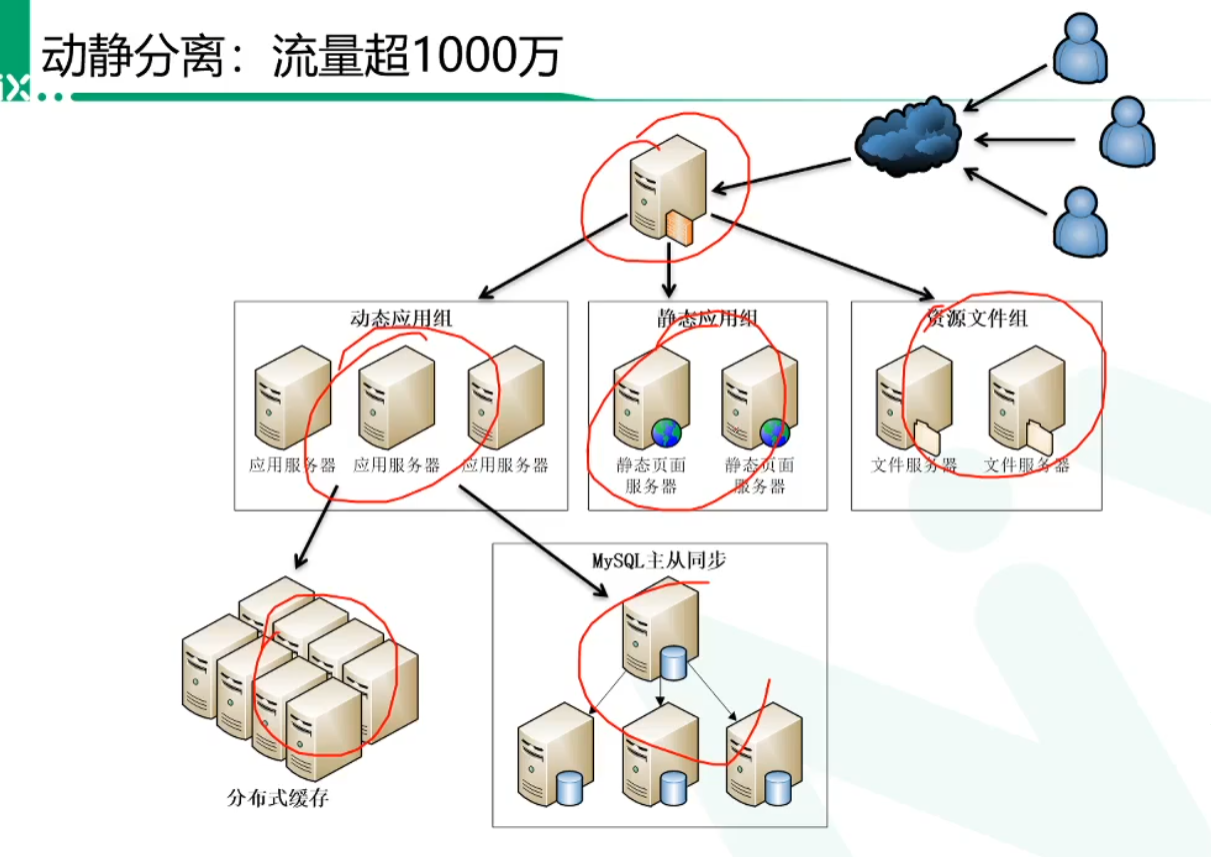 动静分离：流量超1000万
ix
动态应用组
应用服务器
应用服务器
应用服务器
静态应用组
静态页面
服务器
静态页面
服务器
资源文件组
文件服务器
文件服务器
MySQL主从同步
分布式缓存